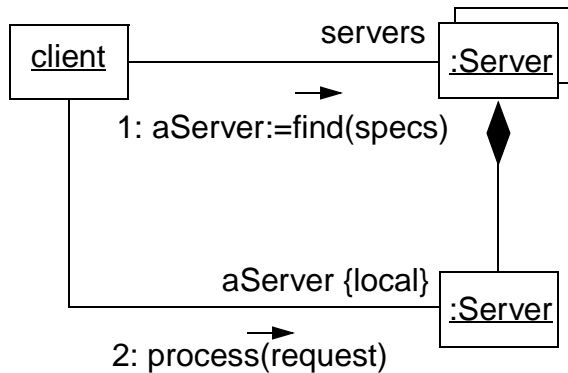 servers
client
:Server
1: aServer:=find(specs)
aServer {local}
:Server
2: process(request)